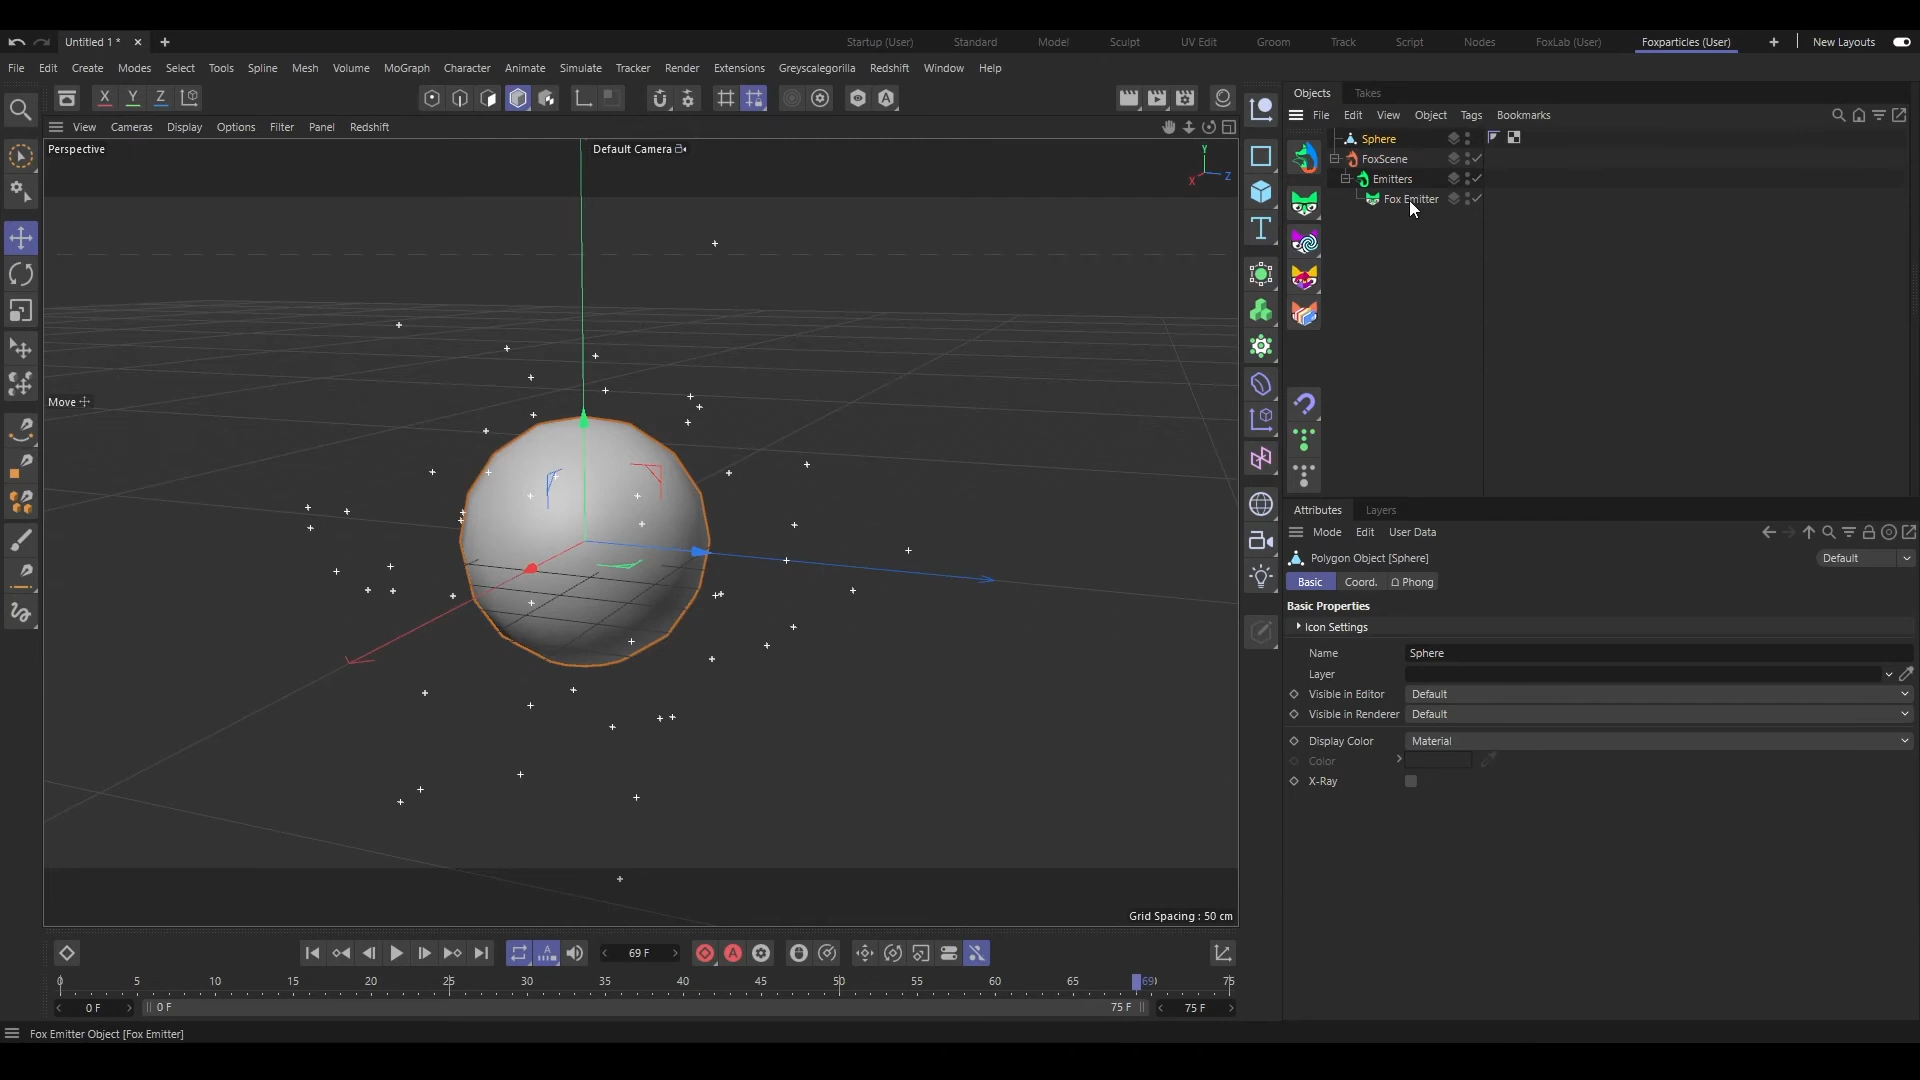 Untitled 1 *
Startup (User) Standard Model Sculpt UV Edit Groom Track Script Nodes FoxLab (User) Foxparticles (User) New Layouts
File Edit Create Modes Select Tools Spline Mesh Volume MoGraph Character Animate Simulate Tracker Render Extensions Greyscalegorilla Redshift Window Help
X Y Z
View Cameras Display Options Filter Panel Redshift
Perspective
Default Camera
Y
X
Z
Move
Grid Spacing : 50 cm
Objects Takes
File Edit View Object Tags Bookmarks
Sphere
FoxScene
Emitters
Fox Emitter
Attributes Layers
Mode Edit User Data
Polygon Object [Sphere]
Default
Basic Coord. Phong
Basic Properties
Icon Settings
Name Sphere
Layer
Visible in Editor Default
Visible in Renderer Default
Display Color Material
Color
X-Ray
69 F
0 5 10 15 20 25 30 35 40 45 50 55 60 65 69 75
0 F 0 F 75 F 75 F
Fox Emitter Object [Fox Emitter]